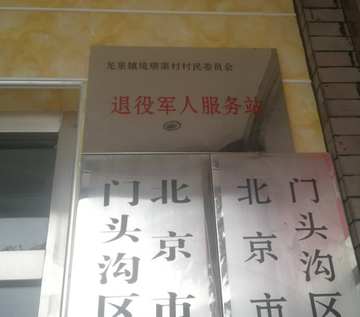 龙泉镇琉璃渠村村民委员会
退役军人服务站
北京市
门头沟区
北京市
门头沟区